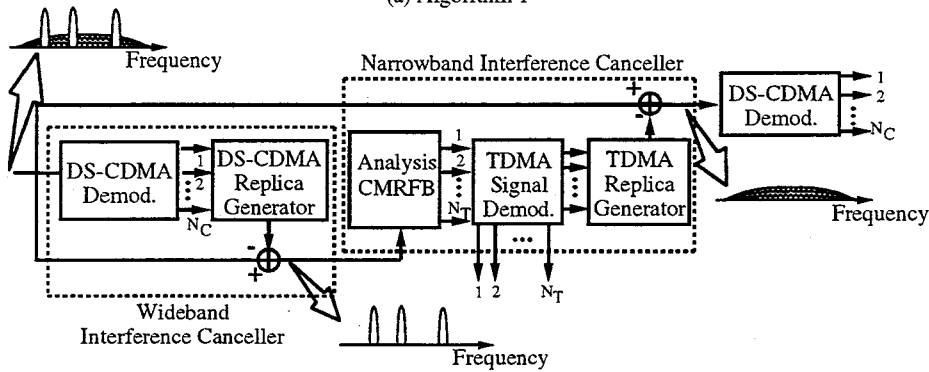 (a) Algorithm 1
Frequency
Narrowband Interference Canceller
DS-CDMA
Demod.
1
2
N_C
DS-CDMA
Demod.
1
2
N_C
DS-CDMA
Replica
Generator
Analysis
CMRFB
1
2
N_T
TDMA
Signal
Demod.
TDMA
Replica
Generator
Frequency
1
2
...
N_T
Wideband
Interference Canceller
Frequency